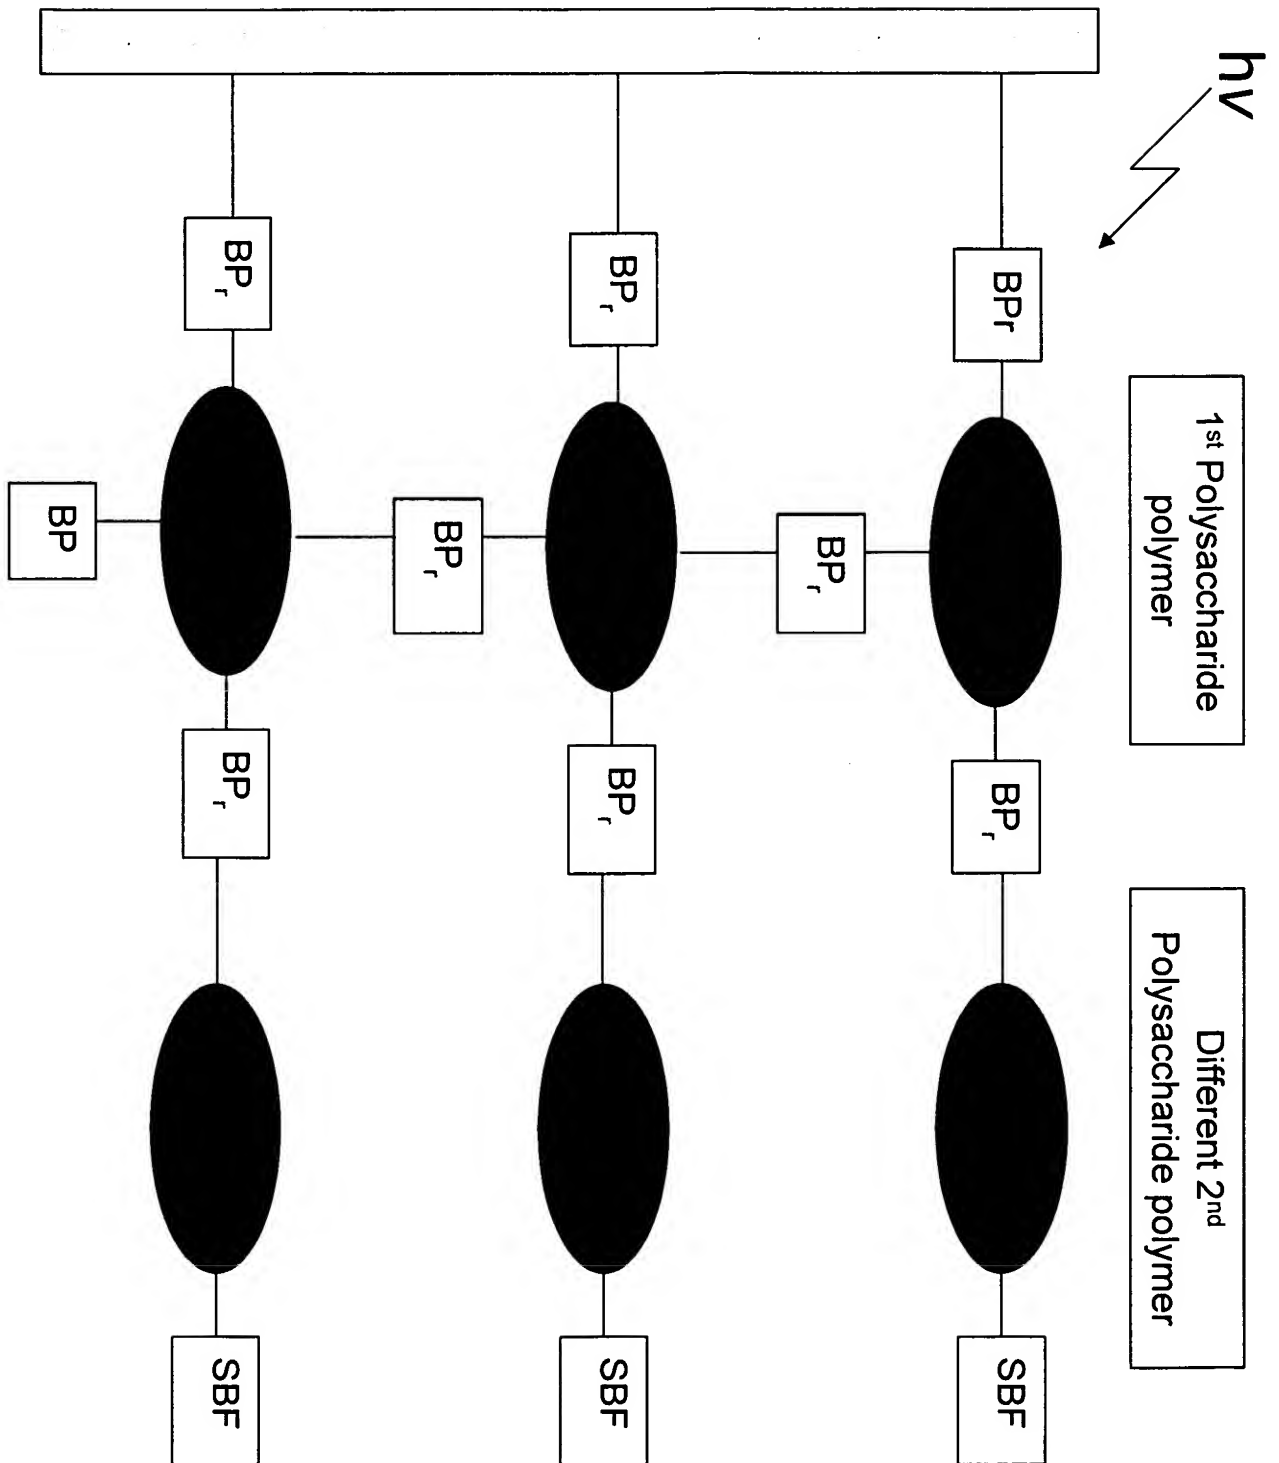 hν
1st Polysaccharide
polymer
Different 2nd
Polysaccharide polymer
BPr
BPr
SBF
BPr
BPr
BPr
SBF
BPr
BPr
BPr
SBF
BP